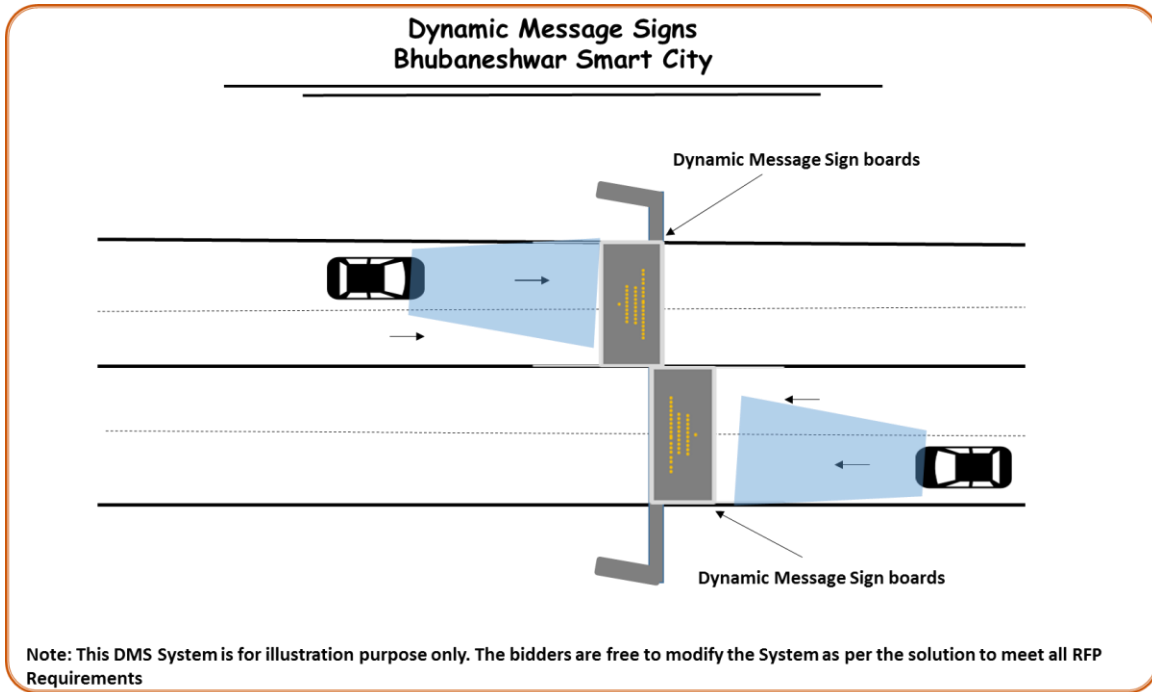 Dynamic Message Signs
Bhubaneshwar Smart City
Dynamic Message Sign boards
Dynamic Message Sign boards
Note: This DMS System is for illustration purpose only. The bidders are free to modify the System as per the solution to meet all RFP
Requirements